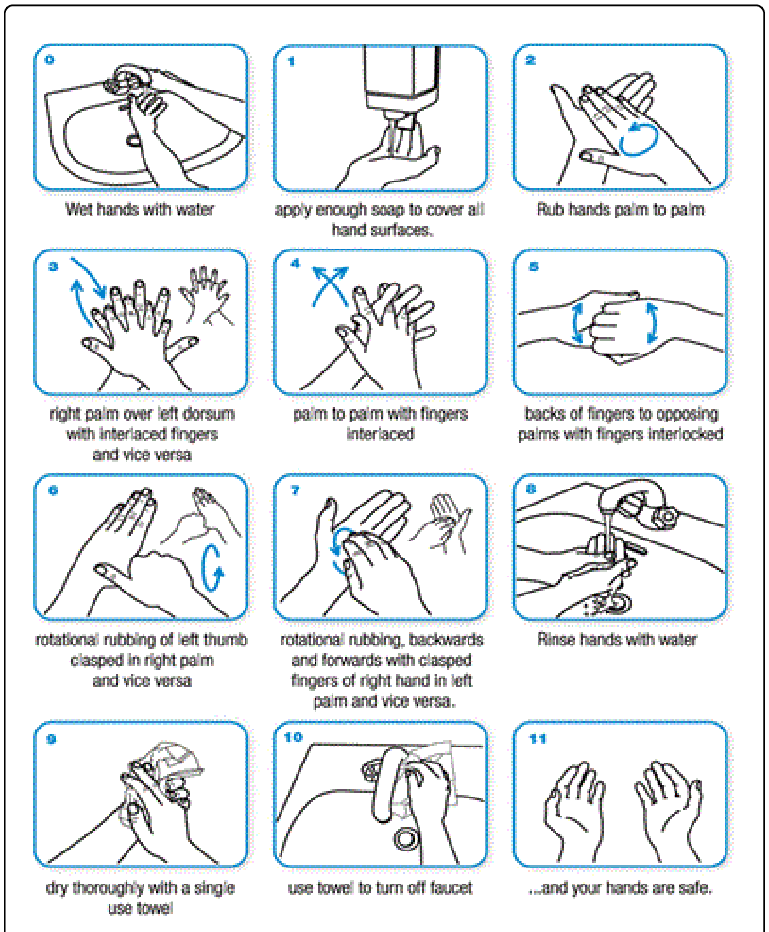 0
Wet hands with water
1
apply enough soap to cover all
hand surfaces.
2
Rub hands palm to palm
3
right palm over left dorsum
with interlaced fingers
and vice versa
4
palm to palm with fingers
interlaced
5
backs of fingers to opposing
palms with fingers interlocked
6
rotational rubbing of left thumb
clasped in right palm
and vice versa
7
rotational rubbing, backwards
and forwards with clasped
fingers of right hand in left
palm and vice versa.
8
Rinse hands with water
9
dry thoroughly with a single
use towel
10
use towel to turn off faucet
11
...and your hands are safe.